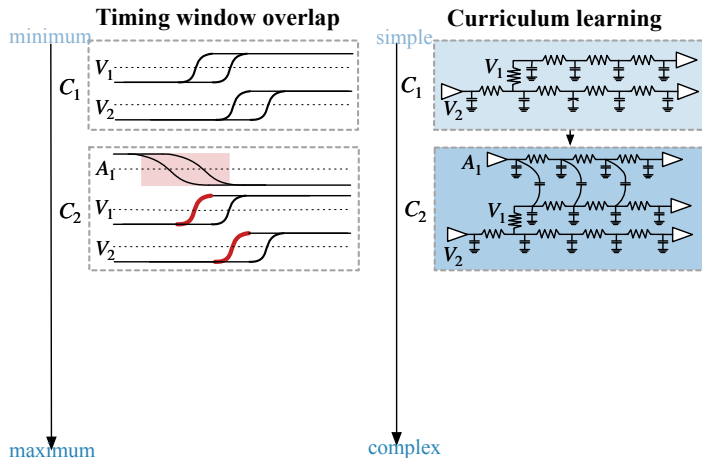 Timing window overlap
minimum
C1
V1
V2
C2
A1
V1
V2
maximum
Curriculum learning
simple
C1
V1
V2
C2
A1
V1
V2
complex